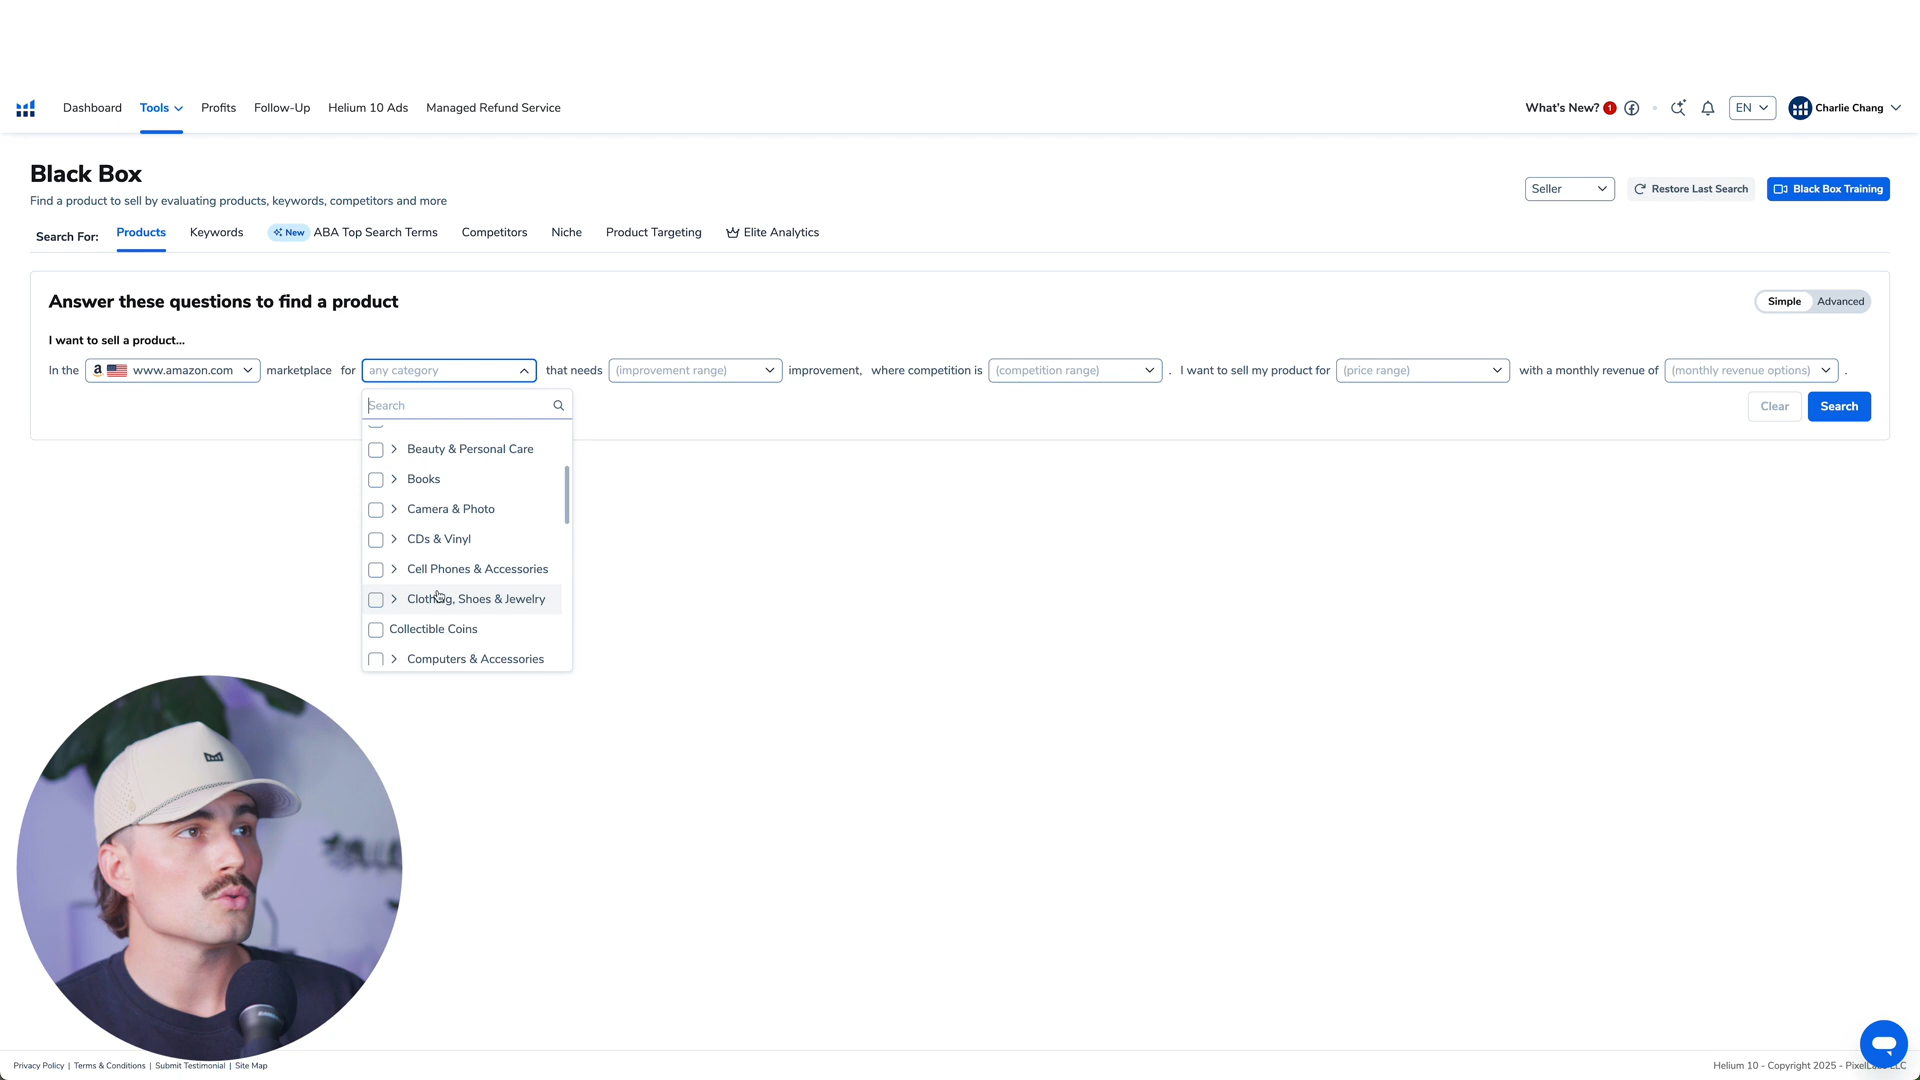 Dashboard Tools Profits Follow-Up Helium 10 Ads Managed Refund Service What's New? 1 EN Charlie Chang
Black Box
Find a product to sell by evaluating products, keywords, competitors and more
Seller Restore Last Search Black Box Training
Search For: Products Keywords New ABA Top Search Terms Competitors Niche Product Targeting Elite Analytics
Answer these questions to find a product
Simple Advanced
I want to sell a product...
In the a www.amazon.com marketplace for any category that needs (improvement range) improvement, where competition is (competition range) . I want to sell my product for (price range) with a monthly revenue of (monthly revenue options) .
Search
Clear Search
Beauty & Personal Care
Books
Camera & Photo
CDs & Vinyl
Cell Phones & Accessories
Clothing, Shoes & Jewelry
Collectible Coins
Computers & Accessories
Privacy Policy | Terms & Conditions | Submit Testimonial | Site Map
Helium 10 - Copyright 2025 -